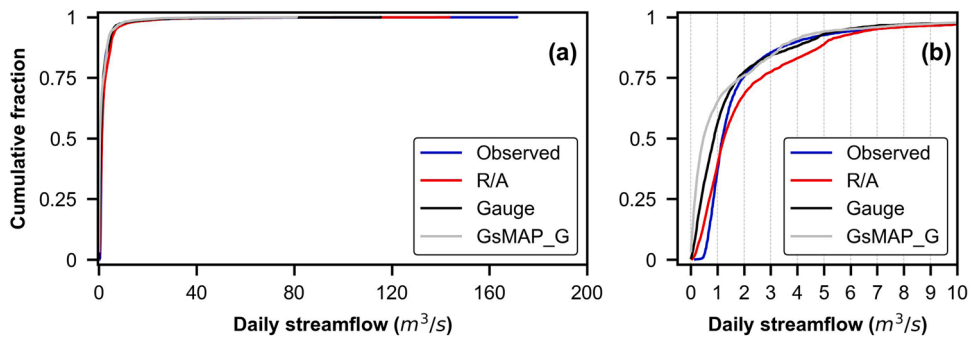 Cumulative fraction
1
0.75
0.5
0.25
0
(a)
Observed
R/A
Gauge
GsMAP_G
0 40 80 120 160 200
Daily streamflow (m³/s)
1
0.75
0.5
0.25
0
(b)
Observed
R/A
Gauge
GsMAP_G
0 1 2 3 4 5 6 7 8 9 10
Daily streamflow (m³/s)